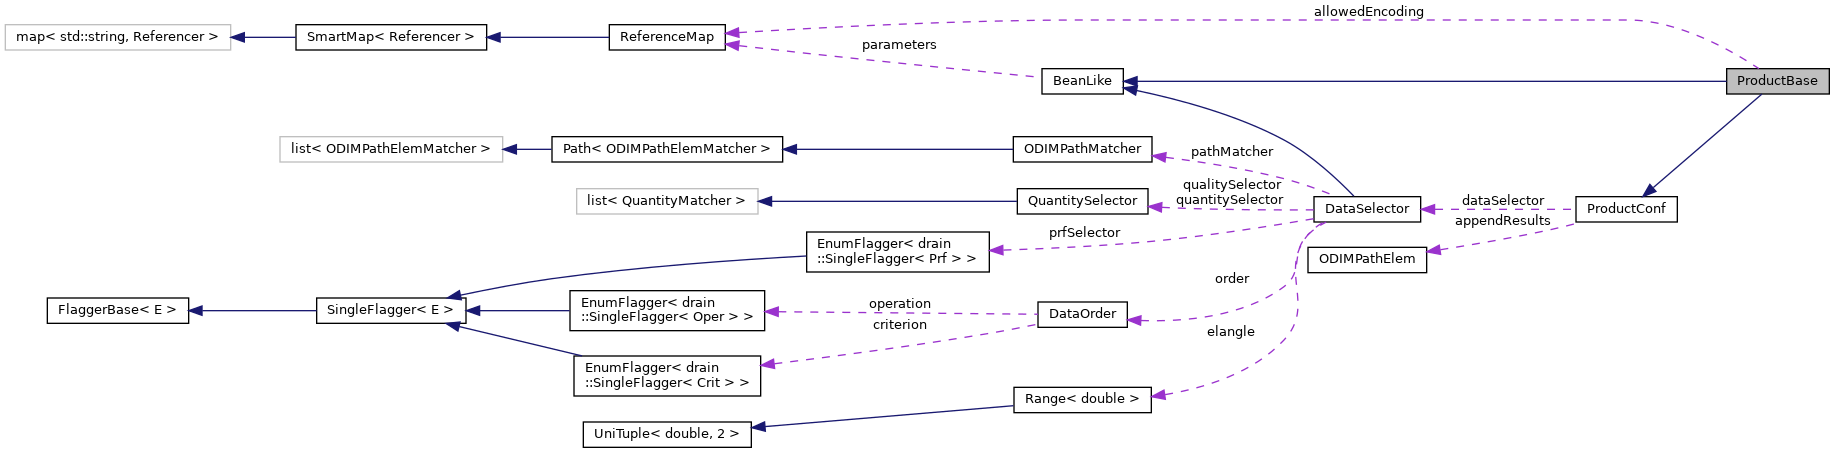 allowedEncoding
map< std::string, Referencer >
SmartMap< Referencer >
ReferenceMap
parameters
BeanLike
ProductBase
list< ODIMPathElemMatcher >
Path< ODIMPathElemMatcher >
ODIMPathMatcher
pathMatcher
qualitySelector
quantitySelector
list< QuantityMatcher >
QuantitySelector
DataSelector
dataSelector
appendResults
ProductConf
prfSelector
EnumFlagger< drain
::SingleFlagger< Prf > >
ODIMPathElem
order
FlaggerBase< E >
SingleFlagger< E >
EnumFlagger< drain
::SingleFlagger< Oper > >
operation
criterion
DataOrder
elangle
EnumFlagger< drain
::SingleFlagger< Crit > >
Range< double >
UniTuple< double, 2 >